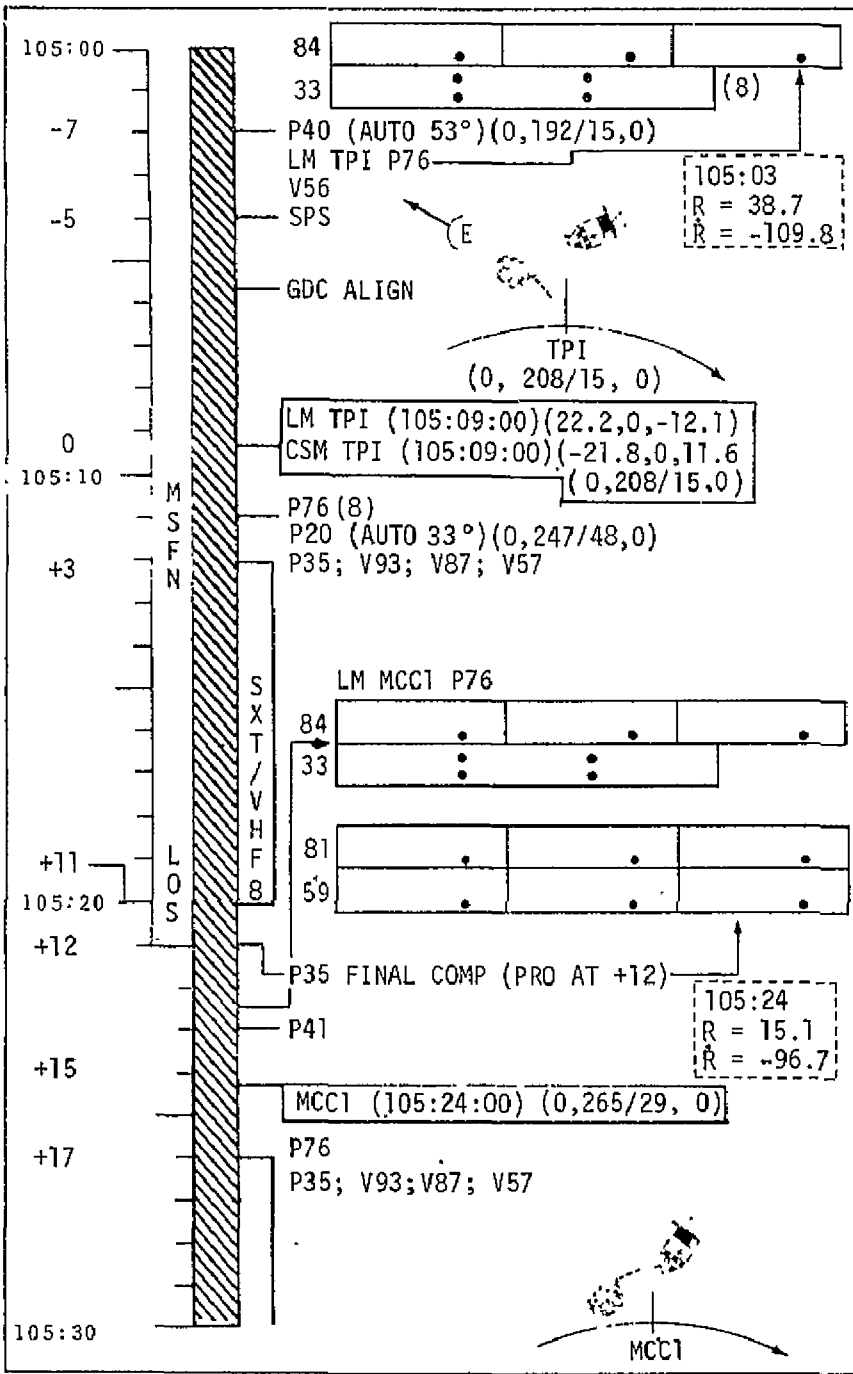 105:00
84
33
(8)
-7
P40 (AUTO 53°)(0,192/15,0)
LM TPI P76
V56
-5
SPS
105:03
R = 38.7
Ṙ = -109.8
E
GDC ALIGN
TPI
(0, 208/15, 0)
0
LM TPI (105:09:00)(22.2,0,-12.1)
CSM TPI (105:09:00)(-21.8,0,11.6
(0,208/15,0)
105:10
MSFN
P76(8)
P20 (AUTO 33°)(0,247/48,0)
+3
P35; V93; V87; V57
SXT/VHF 8
LM MCC1 P76
84
33
81
59
+11
LOS
105:20
+12
P35 FINAL COMP (PRO AT +12)
P41
105:24
R = 15.1
Ṙ = -96.7
+15
MCC1 (105:24:00) (0,265/29, 0)
+17
P76
P35; V93;V87; V57
105:30
MCC1